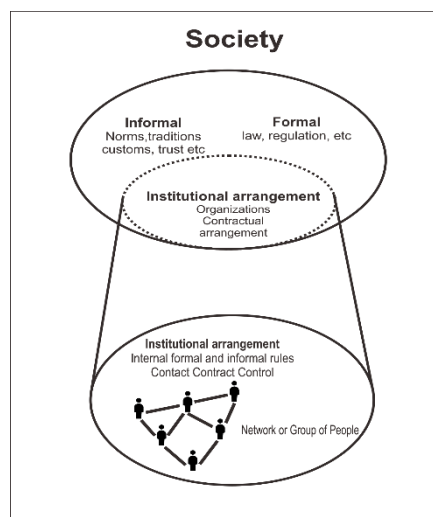 Society
Informal
Norms,traditions
customs, trust etc
Formal
law, regulation, etc
Institutional arrangement
Organizations
Contractual
arrangement
Institutional arrangement
Internal formal and informal rules
Contact Contract Control
Network or Group of People